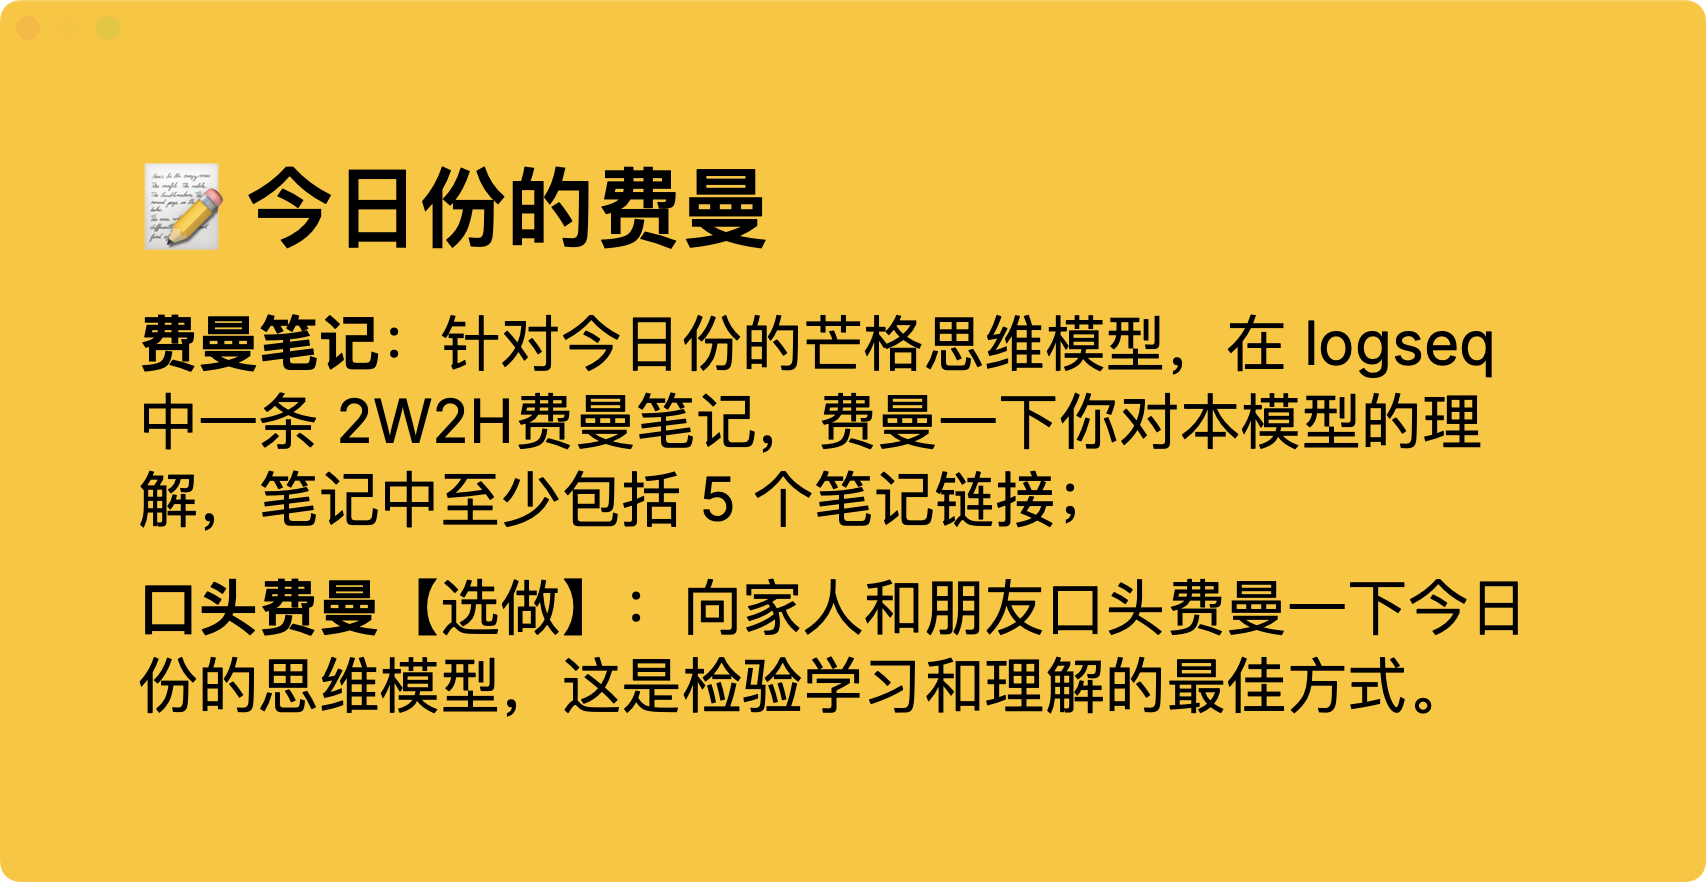 今日份的费曼
费曼笔记：针对今日份的芒格思维模型，在 logseq
中一条 2W2H费曼笔记，费曼一下你对本模型的理
解，笔记中至少包括 5 个笔记链接；
口头费曼【选做】：向家人和朋友口头费曼一下今日
份的思维模型，这是检验学习和理解的最佳方式。